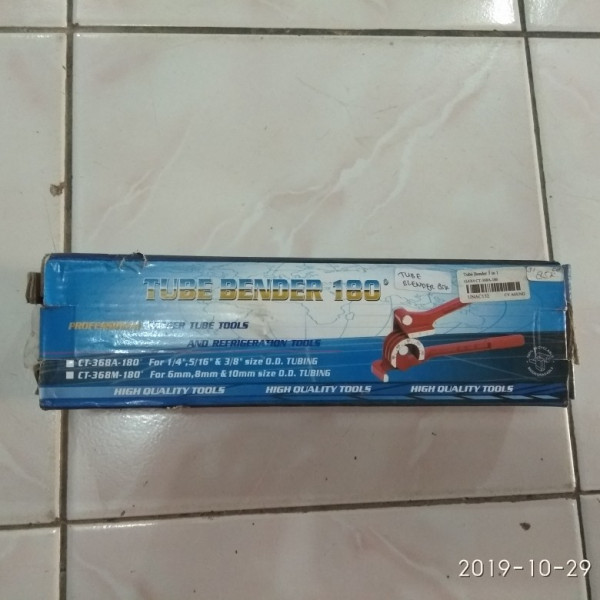 TUBE BENDER 180°
TUBE
BLENDER BSK
Tube Bender 3 in 1
PROFESSIONAL TUBE TOOLS
AND REFRIGERATION TOOLS
CT-368A-180° For 1/4",5/16" & 3/8" size O.D. TUBING
CT-368M-180° For 6mm,8mm & 10mm size O.D. TUBING
HIGH QUALITY TOOLS HIGH QUALITY TOOLS HIGH QUALITY TOOLS
2019-10-29